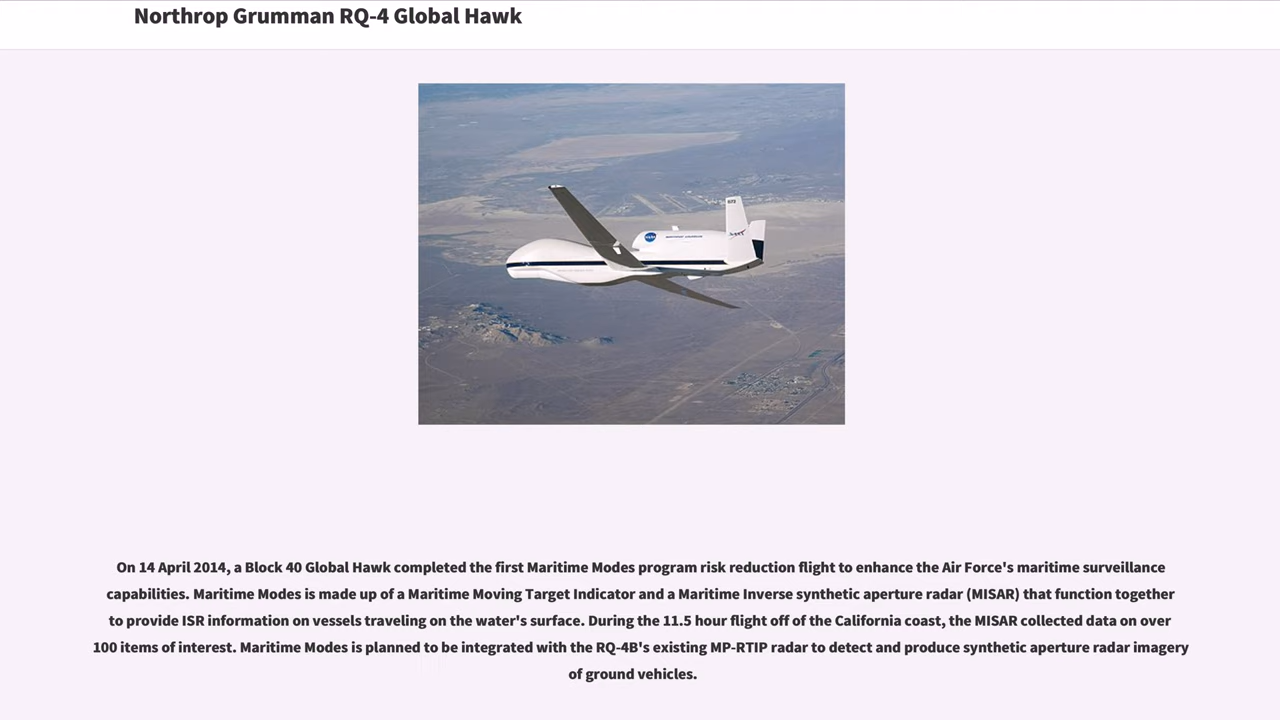 Northrop Grumman RQ-4 Global Hawk
NASA
On 14 April 2014, a Block 40 Global Hawk completed the first Maritime Modes program risk reduction flight to enhance the Air Force's maritime surveillance
capabilities. Maritime Modes is made up of a Maritime Moving Target Indicator and a Maritime Inverse synthetic aperture radar (MISAR) that function together
to provide ISR information on vessels traveling on the water's surface. During the 11.5 hour flight off of the California coast, the MISAR collected data on over
100 items of interest. Maritime Modes is planned to be integrated with the RQ-4B's existing MP-RTIP radar to detect and produce synthetic aperture radar imagery
of ground vehicles.